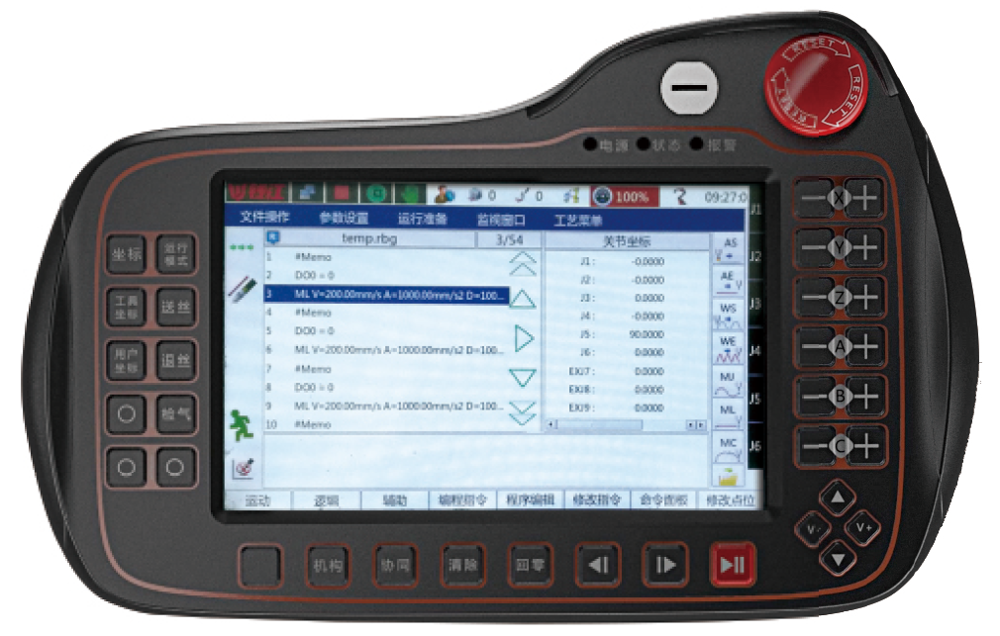 RESET RESET RESET
电源 状态 报警
0 0 100% 09:27:0
文件操作 参数设置 运行准备 监视窗口 工艺菜单
temp.rbg 3/54 关节坐标
1 #Memo
2 DO0 = 0
3 ML V=200.00mm/s A=1000.00mm/s2 D=100...
4 #Memo
5 DO0 = 0
6 ML V=200.00mm/s A=1000.00mm/s2 D=100...
7 #Memo
8 DO0 = 0
9 ML V=200.00mm/s A=1000.00mm/s2 D=100...
10 #Memo
J1: -0.0000
J2: -0.0000
J3: 0.0000
J4: -0.0000
J5: 90.0000
J6: 0.0000
EXJ7: 0.0000
EXJ8: 0.0000
EXJ9: 0.0000
AS
AE
WS
WE
MJ
ML
MC
J1
J2
J3
J4
J5
J6
运动 逻辑 辅助 编程指令 程序编辑 修改指令 命令面板 修改点位
坐标 运行模式
工具坐标 送丝
用户坐标 退丝
检气
X
Y
Z
A
B
C
V- V+
机构 协同 清除 回零